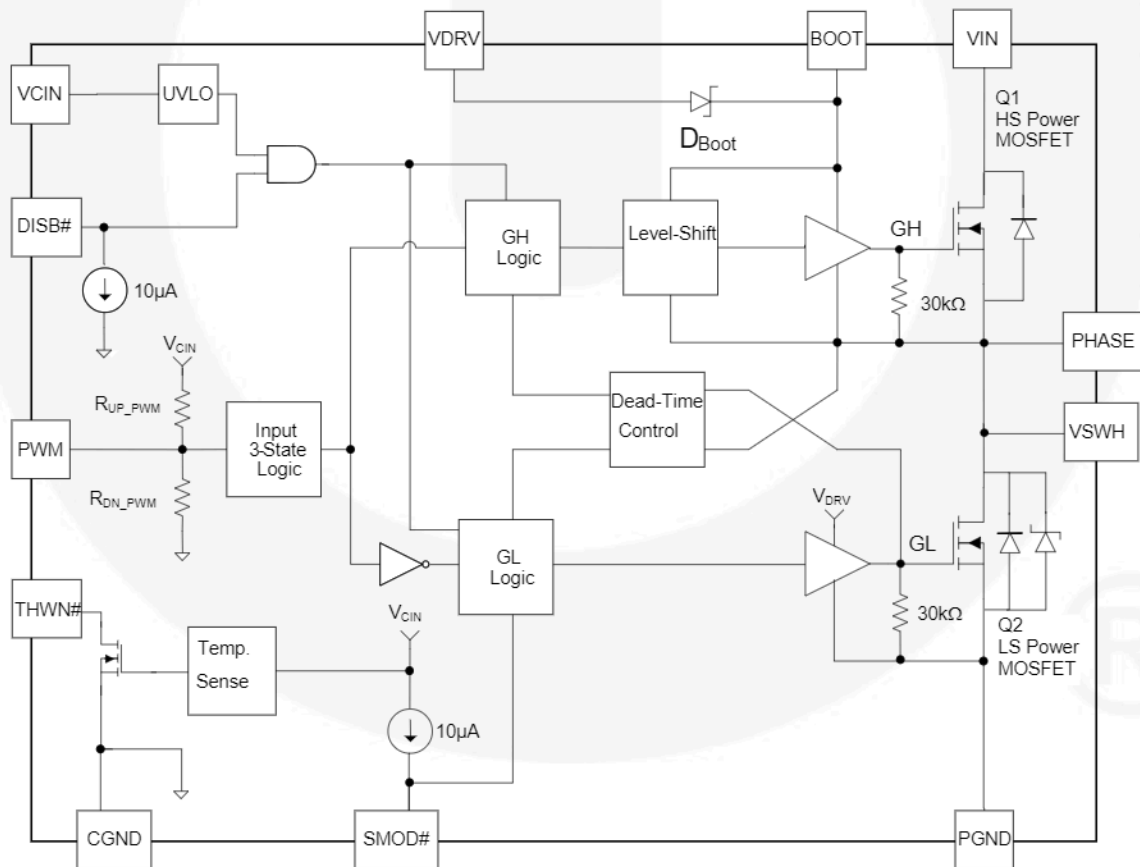 VDRV
BOOT
VIN
VCIN
UVLO
Q1
HS Power
MOSFET
DBoot
DISB#
GH
Logic
Level-Shift
GH
10µA
30kΩ
VCIN
PHASE
RUP_PWM
Dead-Time
Control
PWM
Input
3-State
Logic
VSWH
RDN_PWM
VDRV
GL
Logic
GL
THWN#
VCIN
30kΩ
Q2
LS Power
MOSFET
Temp.
Sense
10µA
CGND
SMOD#
PGND
R